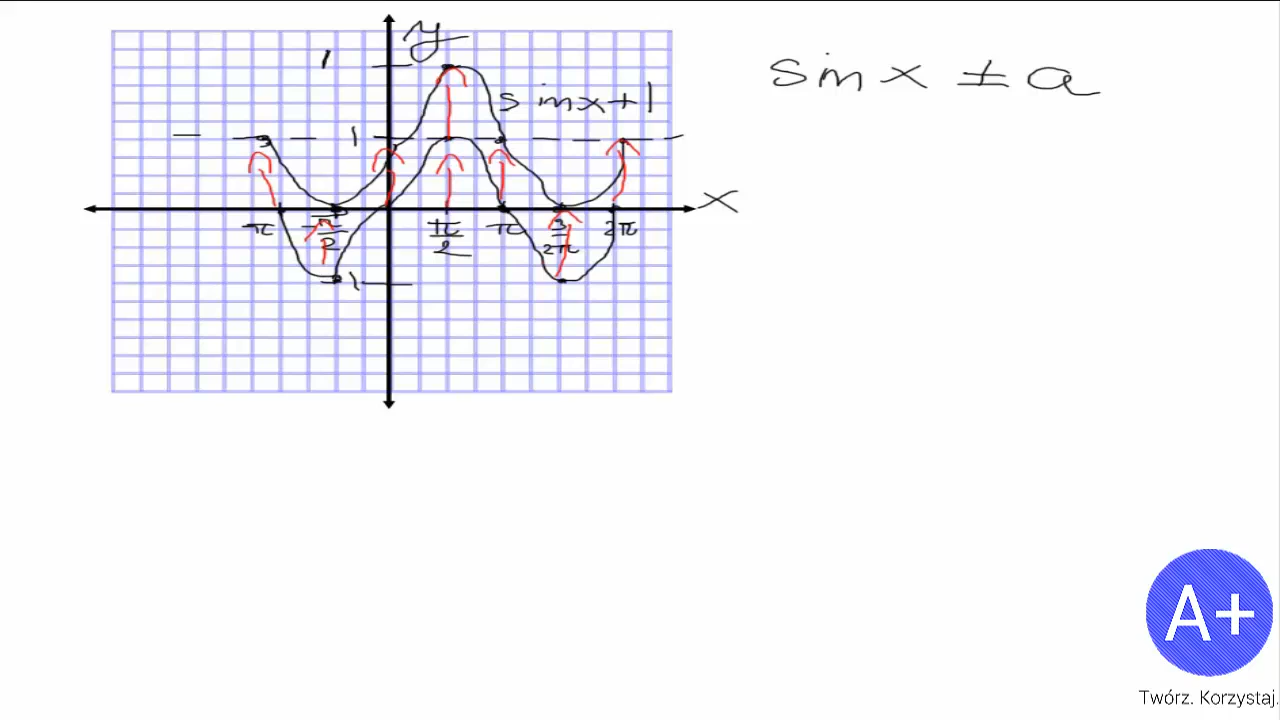 y
sin x ± a
1
sin x + 1
1
x
-π
-π/2
π/2
π
3/2π
2π
-1
A+
Twórz. Korzystaj.